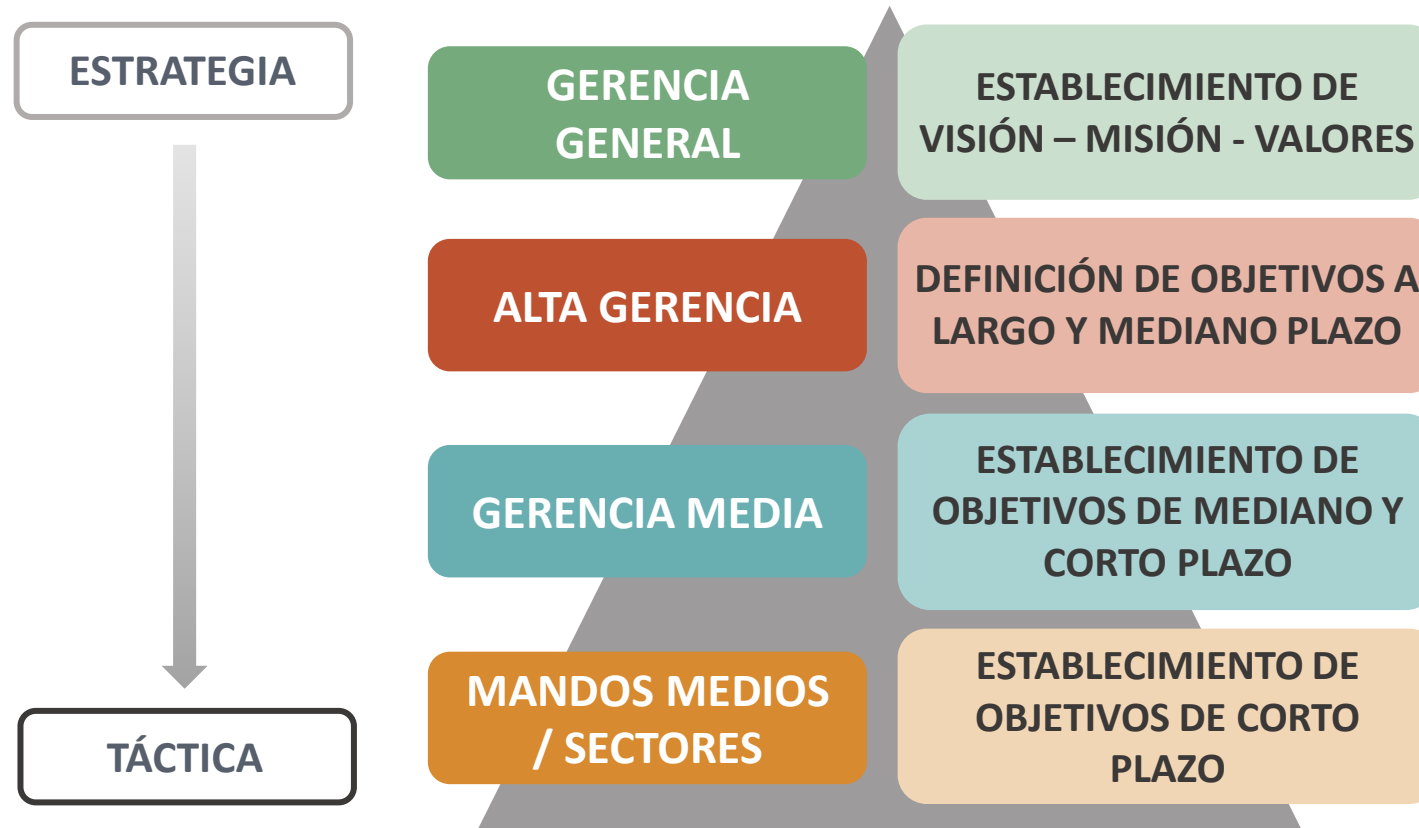 ESTRATEGIA
GERENCIA
GENERAL
ESTABLECIMIENTO DE
VISIÓN – MISIÓN - VALORES
ALTA GERENCIA
DEFINICIÓN DE OBJETIVOS A
LARGO Y MEDIANO PLAZO
GERENCIA MEDIA
ESTABLECIMIENTO DE
OBJETIVOS DE MEDIANO Y
CORTO PLAZO
TÁCTICA
MANDOS MEDIOS
/ SECTORES
ESTABLECIMIENTO DE
OBJETIVOS DE CORTO
PLAZO